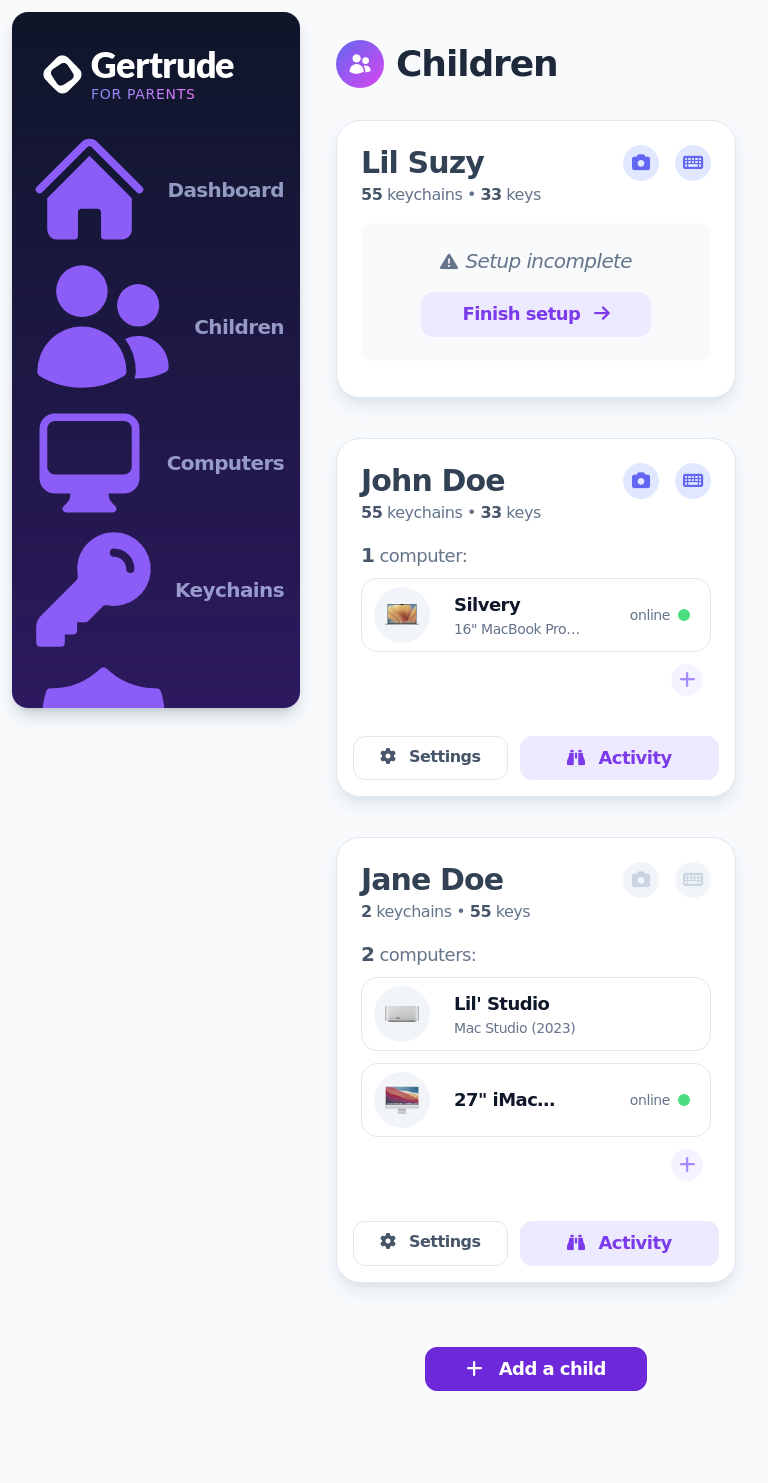 Gertrude
FOR PARENTS
Dashboard
Children
Computers
Keychains
Children
Lil Suzy
55 keychains • 33 keys
Setup incomplete
Finish setup
John Doe
55 keychains • 33 keys
1 computer:
Silvery
16" MacBook Pro...
online
Settings
Activity
Jane Doe
2 keychains • 55 keys
2 computers:
Lil' Studio
Mac Studio (2023)
27" iMac...
online
Settings
Activity
Add a child